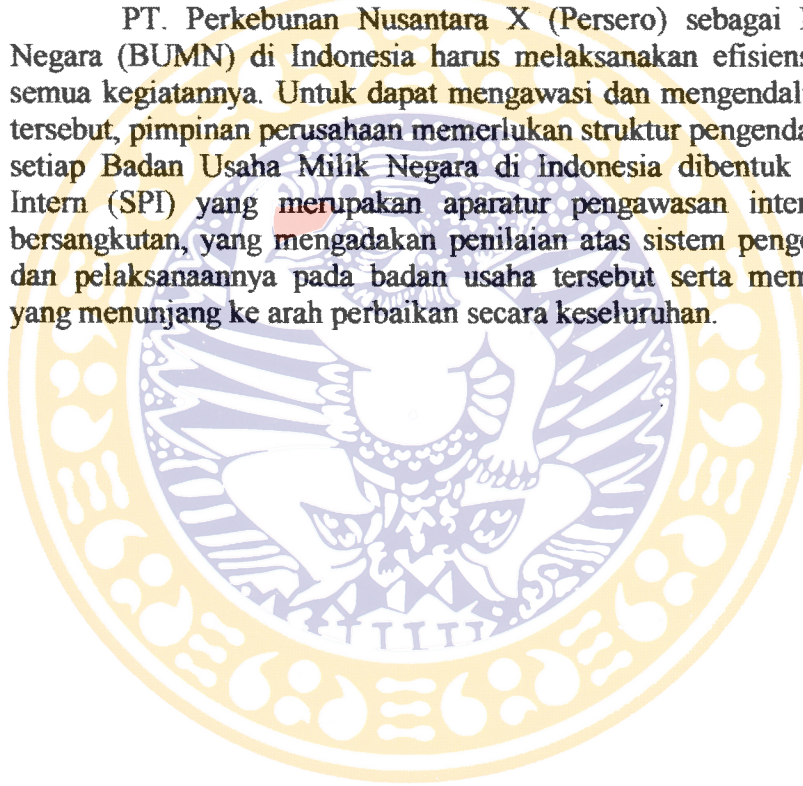 PT. Perkebunan Nusantara X (Persero) sebagai
Negara (BUMN) di Indonesia harus melaksanakan efisiens
semua kegiatannya. Untuk dapat mengawasi dan mengendali
tersebut, pimpinan perusahaan memerlukan struktur pengenda
setiap Badan Usaha Milik Negara di Indonesia dibentuk
Intern (SPI) yang merupakan aparatur pengawasan inter
bersangkutan, yang mengadakan penilaian atas sistem penge
dan pelaksanaannya pada badan usaha tersebut serta mem
yang menunjang ke arah perbaikan secara keseluruhan.